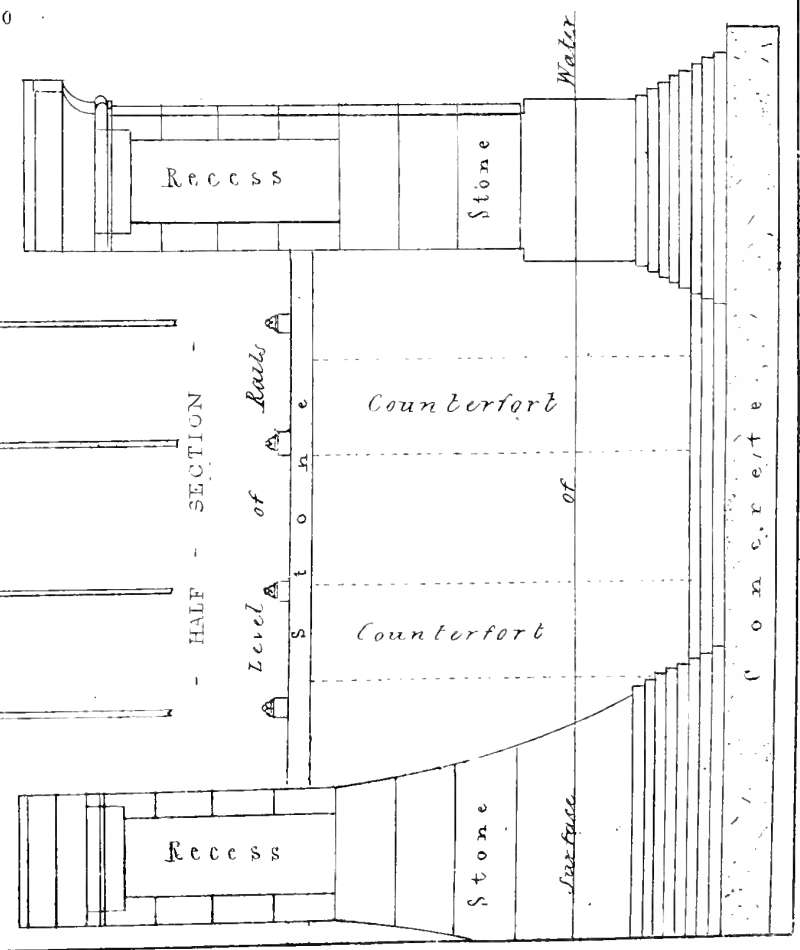 0
Recess
Stone
Surface of Water
Counterfort
- HALF - SECTION -
Level of Rails
Stone
Concrete
Counterfort
Recess
Stone